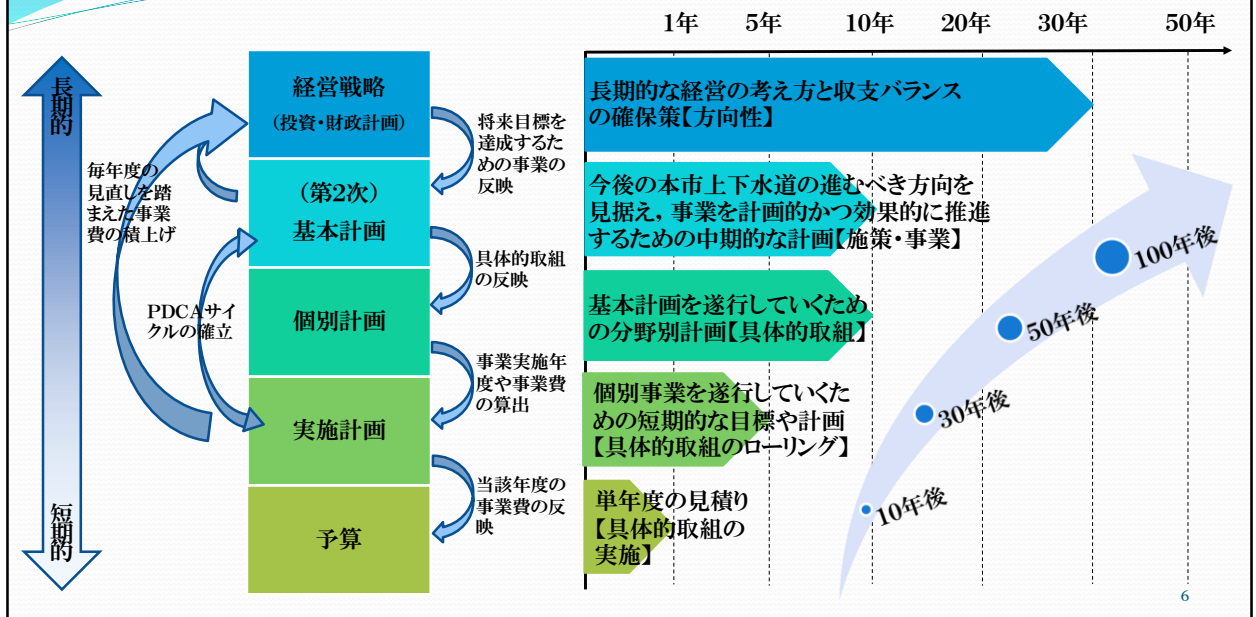 1年 5年 10年 20年 30年 50年
長期的
短期的
経営戦略
(投資・財政計画)
(第2次)
基本計画
個別計画
実施計画
予算
毎年度の
見直しを踏
まえた事業
費の積上げ
PDCAサイ
クルの確立
将来目標を
達成するた
めの事業の
反映
具体的取組
の反映
事業実施年
度や事業費
の算出
当該年度の
事業費の反
映
長期的な経営の考え方と収支バランス
の確保策【方向性】
今後の本市上下水道の進むべき方向を
見据え，事業を計画的かつ効果的に推進
するための中期的な計画【施策・事業】
基本計画を遂行していくため
の分野別計画【具体的取組】
個別事業を遂行していくた
めの短期的な目標や計画
【具体的取組のローリング】
単年度の見積り
【具体的取組の
実施】
100年後
50年後
30年後
10年後
6